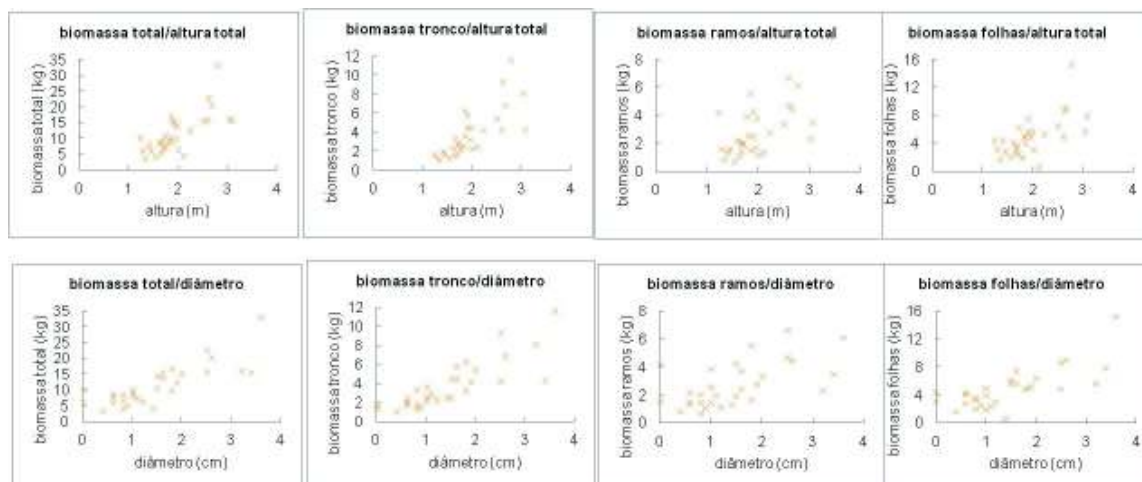 biomassa total/altura total
biomassa total (kg)
35
30
25
20
15
10
5
0
0 1 2 3 4
altura (m)
biomassa tronco/altura total
biomassa tronco (kg)
12
10
8
6
4
2
0
0 1 2 3 4
altura (m)
biomassa ramos/altura total
biomassa ramos (kg)
8
6
4
2
0
0 1 2 3 4
altura (m)
biomassa folhas/altura total
biomassa folhas (kg)
16
12
8
4
0
0 1 2 3 4
altura (m)
biomassa total/diâmetro
biomassa total (kg)
35
30
25
20
15
10
5
0
0 1 2 3 4
diâmetro (cm)
biomassa tronco/diâmetro
biomassa tronco (kg)
12
10
8
6
4
2
0
0 1 2 3 4
diâmetro (cm)
biomassa ramos/diâmetro
biomassa ramos (kg)
8
6
4
2
0
0 1 2 3 4
diâmetro (cm)
biomassa folhas/diâmetro
biomassa folhas (kg)
16
12
8
4
0
0 1 2 3 4
diâmetro (cm)